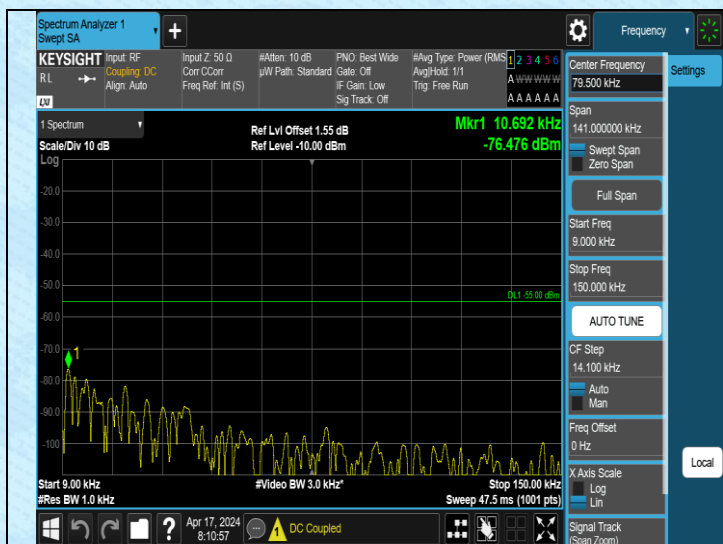 Spectrum Analyzer 1
Swept SA
+
Frequency
KEYSIGHT
RL
LXI
Input: RF
Coupling: DC
Align: Auto
Input Z: 50 Ω
Corr CCorr
Freq Ref: Int (S)
#Atten: 10 dB
µW Path: Standard
PNO: Best Wide
Gate: Off
IF Gain: Low
Sig Track: Off
#Avg Type: Power (RMS
Avg|Hold: 1/1
Trig: Free Run
1 2 3 4 5 6
A W W W W W
A A A A A A
1 Spectrum
Scale/Div 10 dB
Ref Lvl Offset 1.55 dB
Ref Level -10.00 dBm
Mkr1 10.692 kHz
-76.476 dBm
Log
-20.0
-30.0
-40.0
DL1 -55.00 dBm
-50.0
-60.0
-70.0
1
-80.0
-90.0
-100
Start 9.00 kHz
#Video BW 3.0 kHz*
Stop 150.00 kHz
#Res BW 1.0 kHz
Sweep 47.5 ms (1001 pts)
?
Apr 17, 2024
8:10:57
1
DC Coupled
Center Frequency
79.500 kHz
Settings
Span
141.000000 kHz
Swept Span
Zero Span
Full Span
Start Freq
9.000 kHz
Stop Freq
150.000 kHz
AUTO TUNE
CF Step
14.100 kHz
Auto
Man
Freq Offset
0 Hz
Local
X Axis Scale
Log
Lin
Signal Track
(Span Zoom)